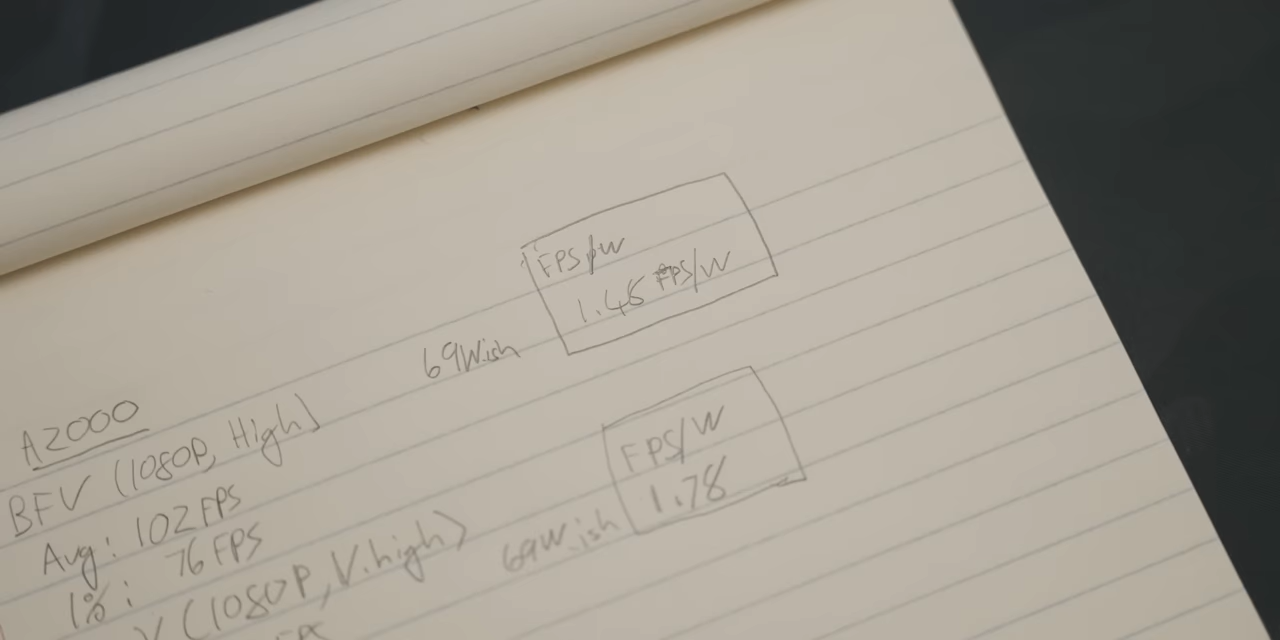 FPS/W
1.48 FPS/W
69W.ish
A2000
BFV (1080P, High)
Avg: 102 FPS
1%: 76 FPS
FPS/W
1.78
69W.ish
V (1080P, V.high)